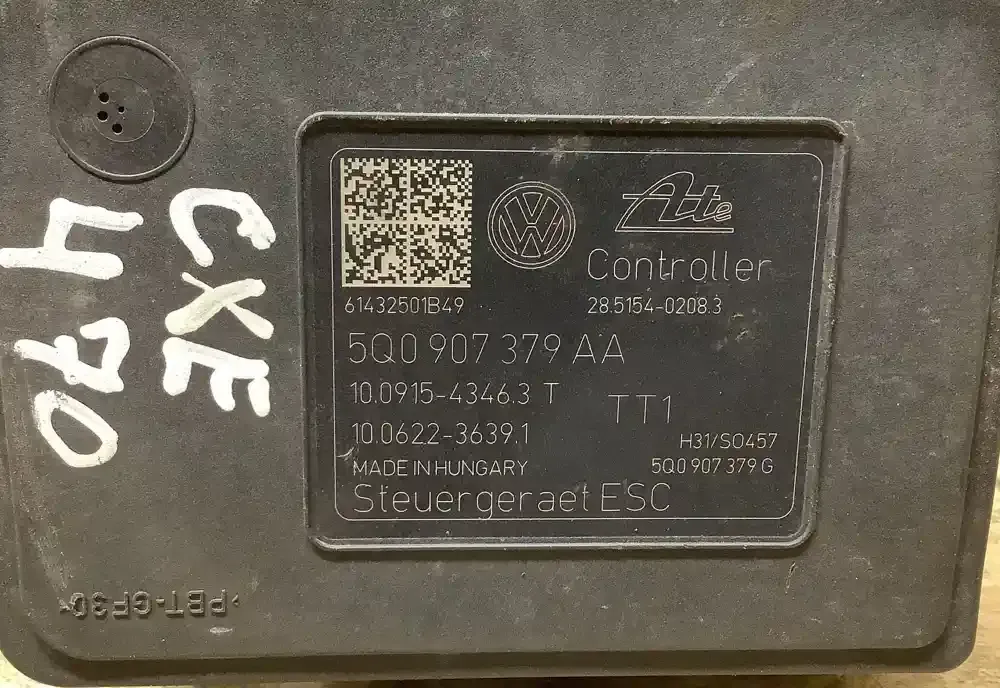 CXE
470
Ate
Controller
61432501B49
28.5154-0208.3
5Q0 907 379 AA
10.0915-4346.3 T
TT1
10.0622-3639.1
H31/S0457
MADE IN HUNGARY
5Q0 907 379 G
Steuergeraet ESC
>PBT-GF30<